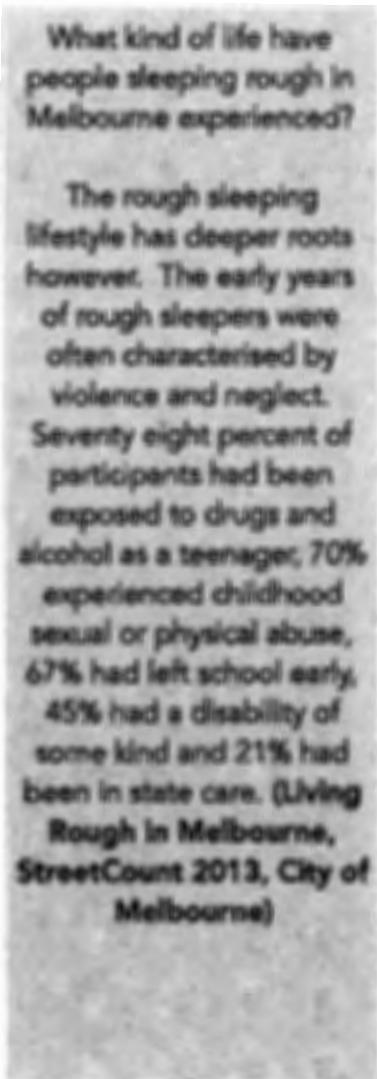 What kind of life have
people sleeping rough in
Melbourne experienced?
The rough sleeping
lifestyle has deeper roots
however. The early years
of rough sleepers were
often characterised by
violence and neglect.
Seventy eight percent of
participants had been
exposed to drugs and
alcohol as a teenager, 70%
experienced childhood
sexual or physical abuse,
67% had left school early,
45% had a disability of
some kind and 21% had
been in state care. (Living
Rough in Melbourne,
StreetCount 2013, City of
Melbourne)